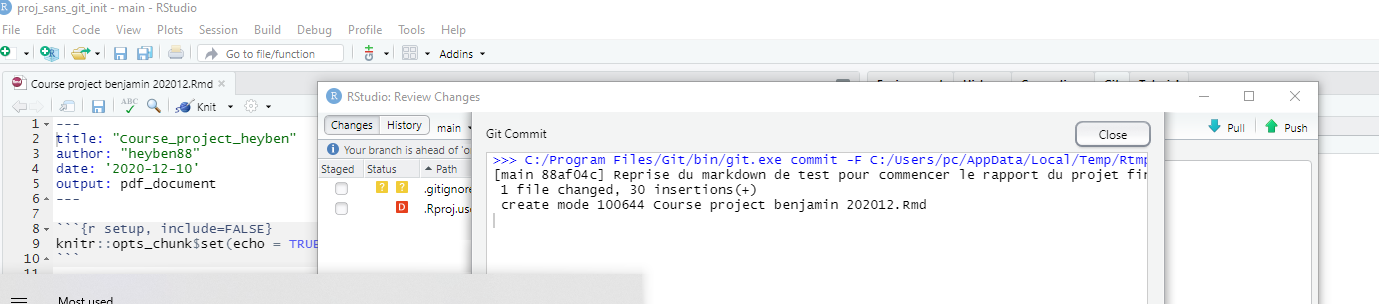 proj_sans_git_init - main - RStudio
File Edit Code View Plots Session Build Debug Profile Tools Help
Go to file/function Addins
Course project benjamin 202012.Rmd
ABC Knit
1 ---
2 title: "Course_project_heyben"
3 author: "heyben88"
4 date: '2020-12-10'
5 output: pdf_document
6 ---
7
8 ```{r setup, include=FALSE}
9 knitr::opts_chunk$set(echo = TRUE
10 ```
11
RStudio: Review Changes
Changes History main
Your branch is ahead of 'o
Staged Status Path
.gitignore
D .Rproj.use
Pull Push
Git Commit
Close
>>> C:/Program Files/Git/bin/git.exe commit -F C:/Users/pc/AppData/Local/Temp/Rtmp
[main 88af04c] Reprise du markdown de test pour commencer le rapport du projet fin
1 file changed, 30 insertions(+)
create mode 100644 Course project benjamin 202012.Rmd
Most used